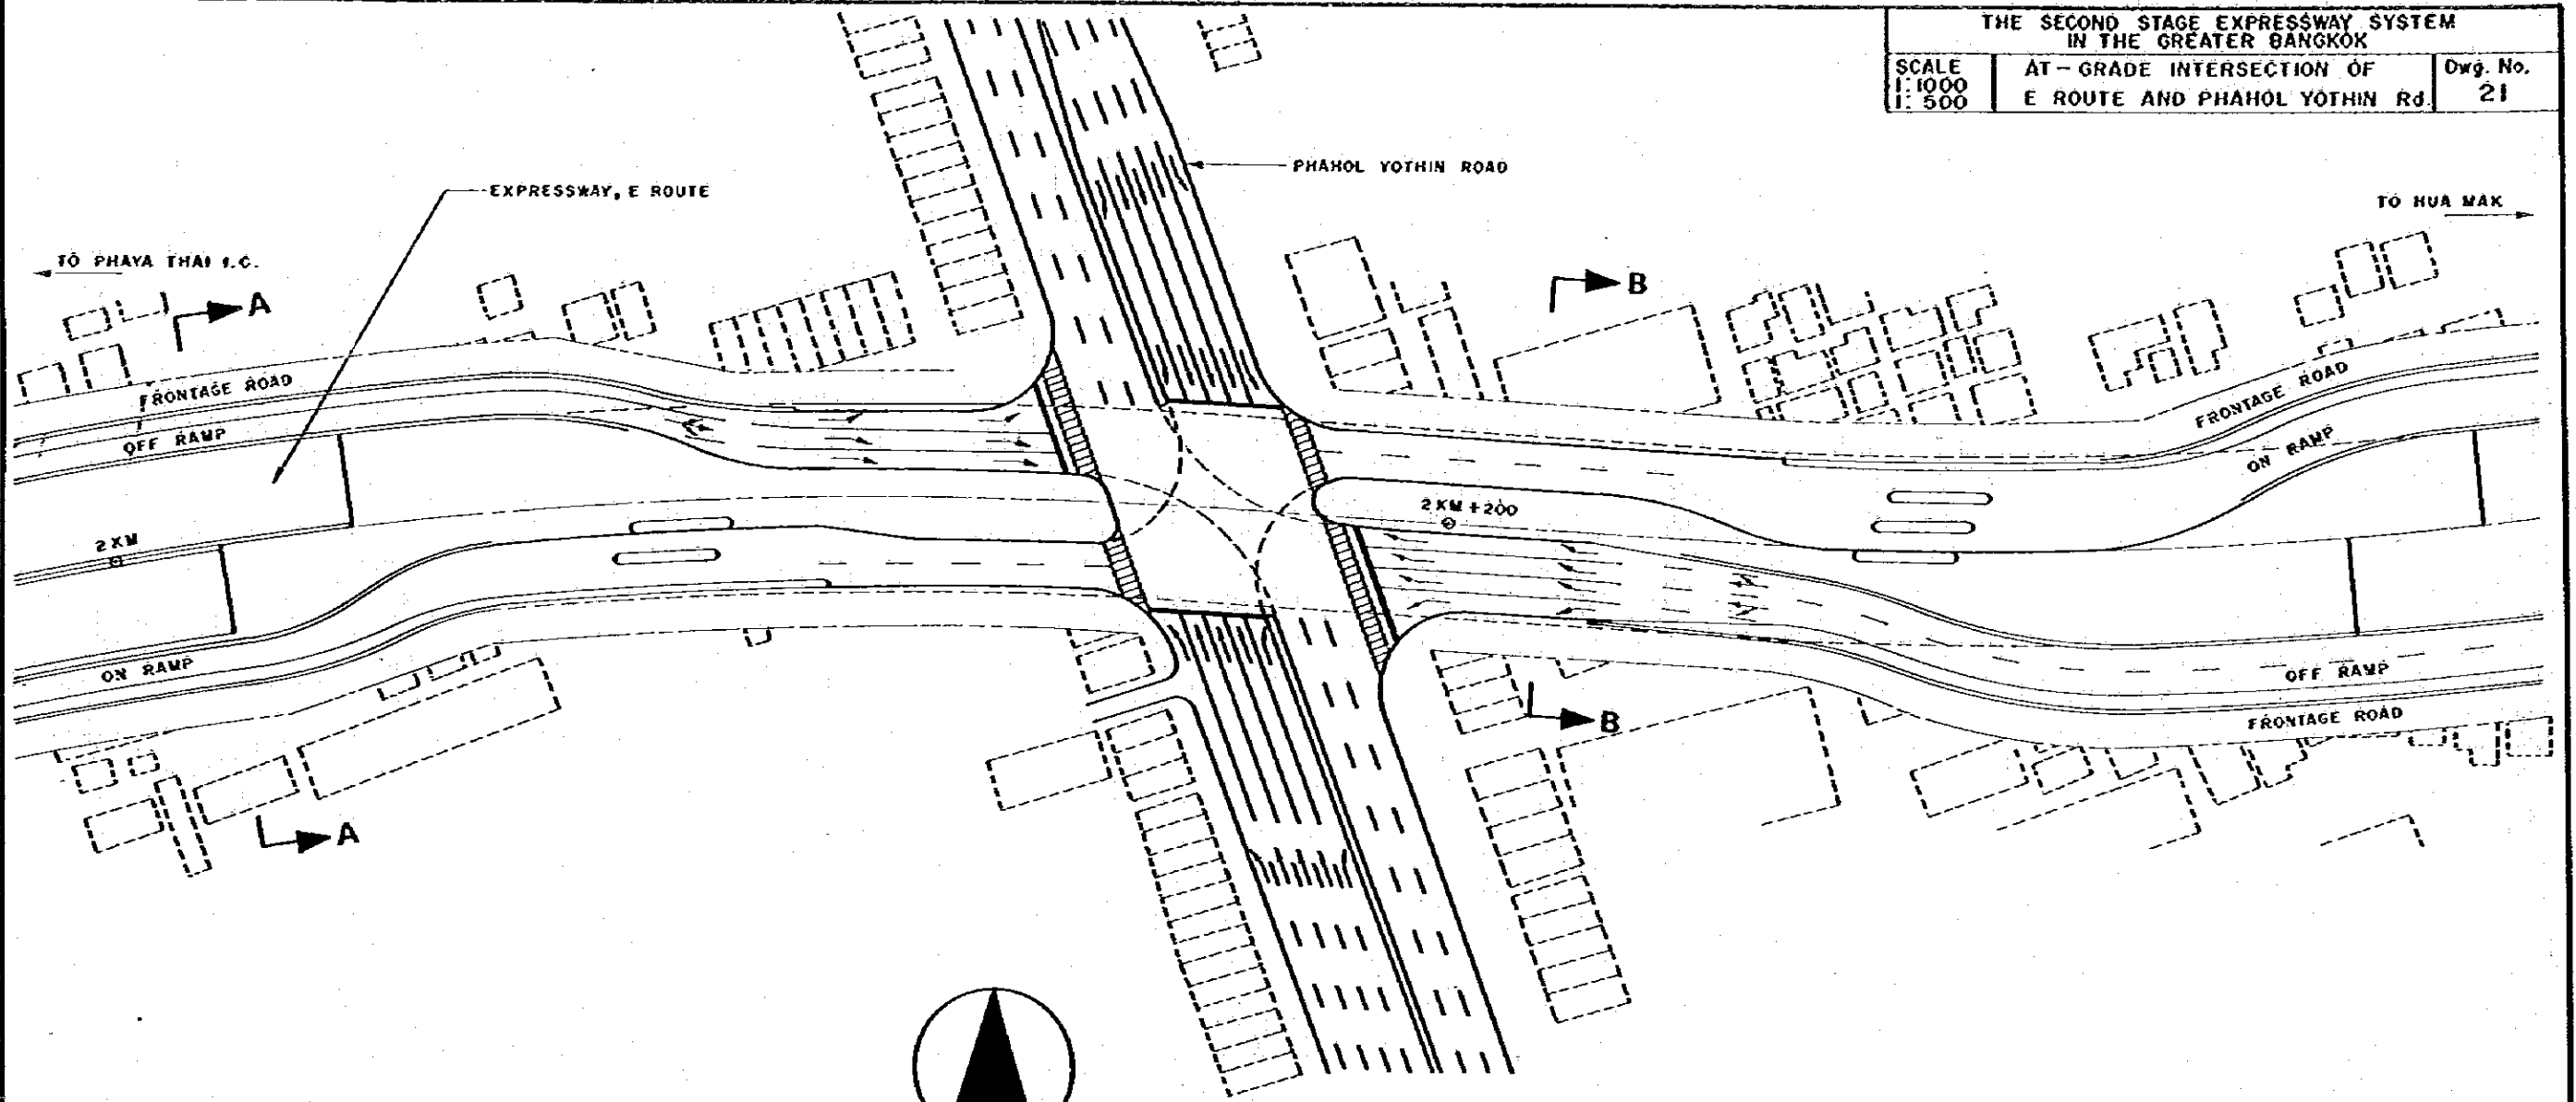 THE SECOND STAGE EXPRESSWAY SYSTEM
IN THE GREATER BANGKOK
SCALE
1:1000
1:500
AT-GRADE INTERSECTION OF
E ROUTE AND PHAHOL YOTHIN Rd.
Dwg. No.
21
PHAHOL YOTHIN ROAD
EXPRESSWAY, E ROUTE
TO HUA MAK
TO PHAYA THAI I.C.
A
B
FRONTAGE ROAD
OFF RAMP
FRONTAGE ROAD
ON RAMP
2 KM
2 KM +200
ON RAMP
OFF RAMP
FRONTAGE ROAD
B
A